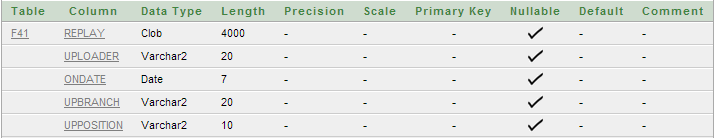 Table Column Data Type Length Precision Scale Primary Key Nullable Default Comment
F41 REPLAY Clob 4000 - - - ✓ - -
UPLOADER Varchar2 20 - - - ✓ - -
ONDATE Date 7 - - - ✓ - -
UPBRANCH Varchar2 20 - - - ✓ - -
UPPOSITION Varchar2 10 - - - ✓ - -